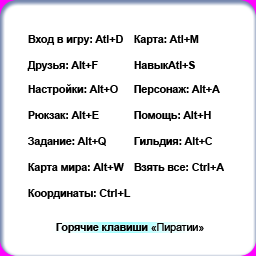 Вход в игру: Atl+D Карта: Atl+M
Друзья: Alt+F НавыкAtl+S
Настройки: Alt+O Персонаж: Alt+A
Рюкзак: Alt+E Помощь: Alt+H
Задание: Alt+Q Гильдия: Alt+C
Карта мира: Alt+W Взять все: Ctrl+A
Координаты: Ctrl+L
Горячие клавиши «Пиратии»